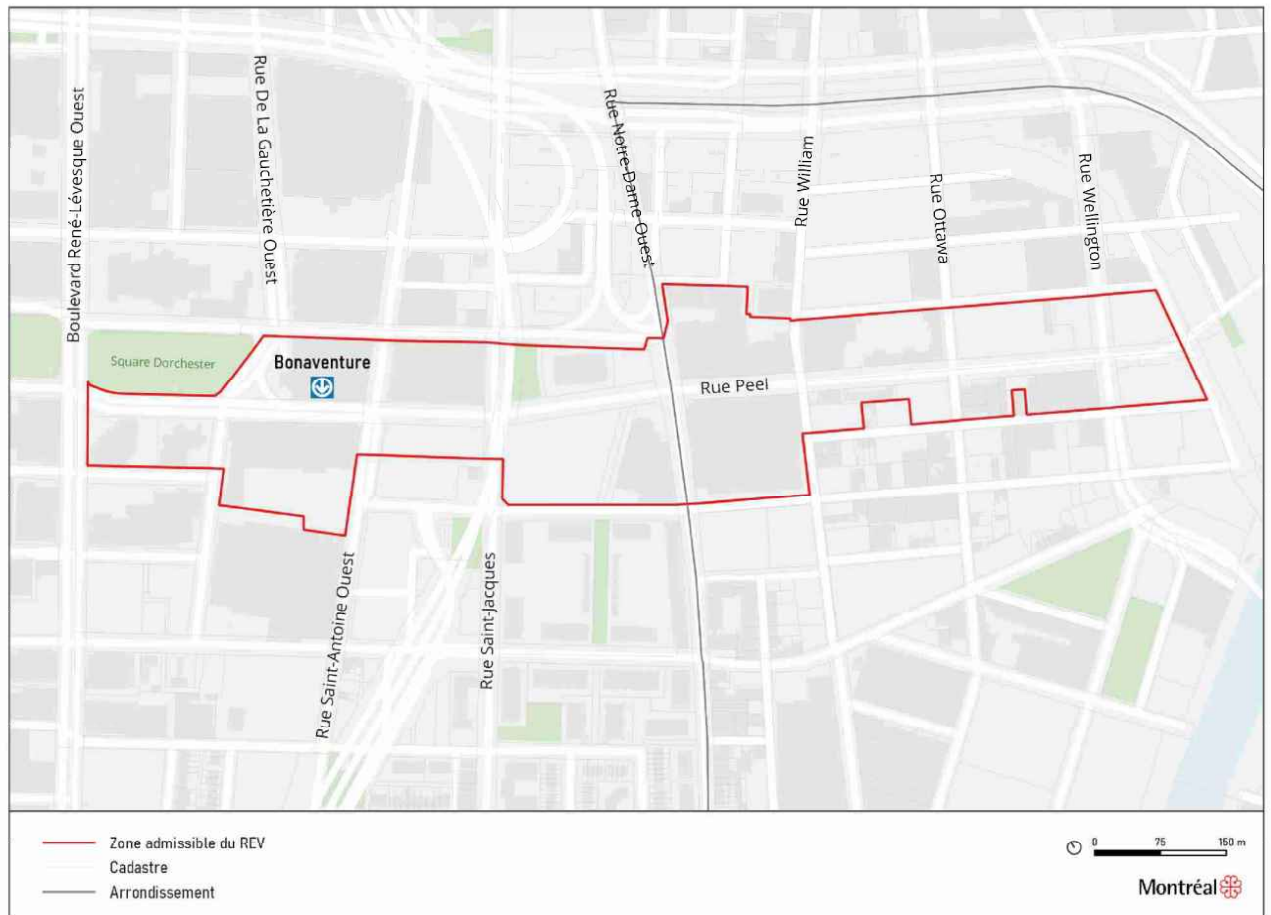 Boulevard René-Lévesque Ouest
Rue De La Gauchetière Ouest
Rue Notre-Dame Ouest
Rue William
Rue Ottawa
Rue Wellington
Square Dorchester
Bonaventure
Rue Peel
Rue Saint-Antoine Ouest
Rue Saint-Jacques
Zone admissible du REV
Cadastre
Arrondissement
0 75 150 m
Montréal